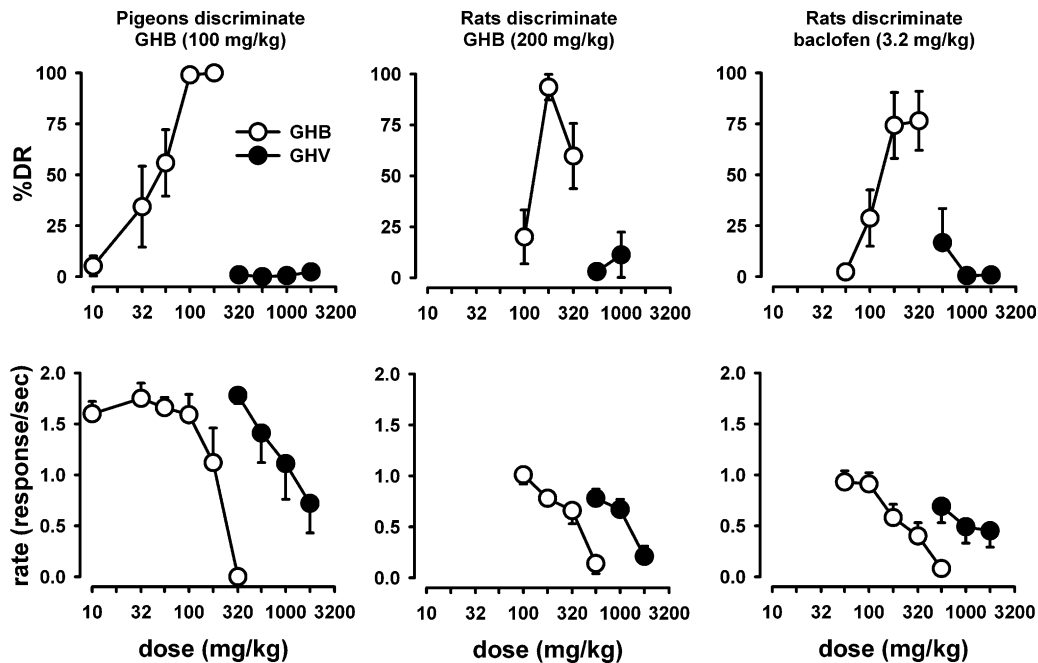 Pigeons discriminate
GHB (100 mg/kg)
Rats discriminate
GHB (200 mg/kg)
Rats discriminate
baclofen (3.2 mg/kg)
%DR
100
75
50
25
0
GHB
GHV
10 32 100 320 1000 3200
100
75
50
25
0
10 32 100 320 1000 3200
100
75
50
25
0
10 32 100 320 1000 3200
rate (response/sec)
2.0
1.5
1.0
0.5
0.0
10 32 100 320 1000 3200
dose (mg/kg)
2.0
1.5
1.0
0.5
0.0
10 32 100 320 1000 3200
dose (mg/kg)
2.0
1.5
1.0
0.5
0.0
10 32 100 320 1000 3200
dose (mg/kg)